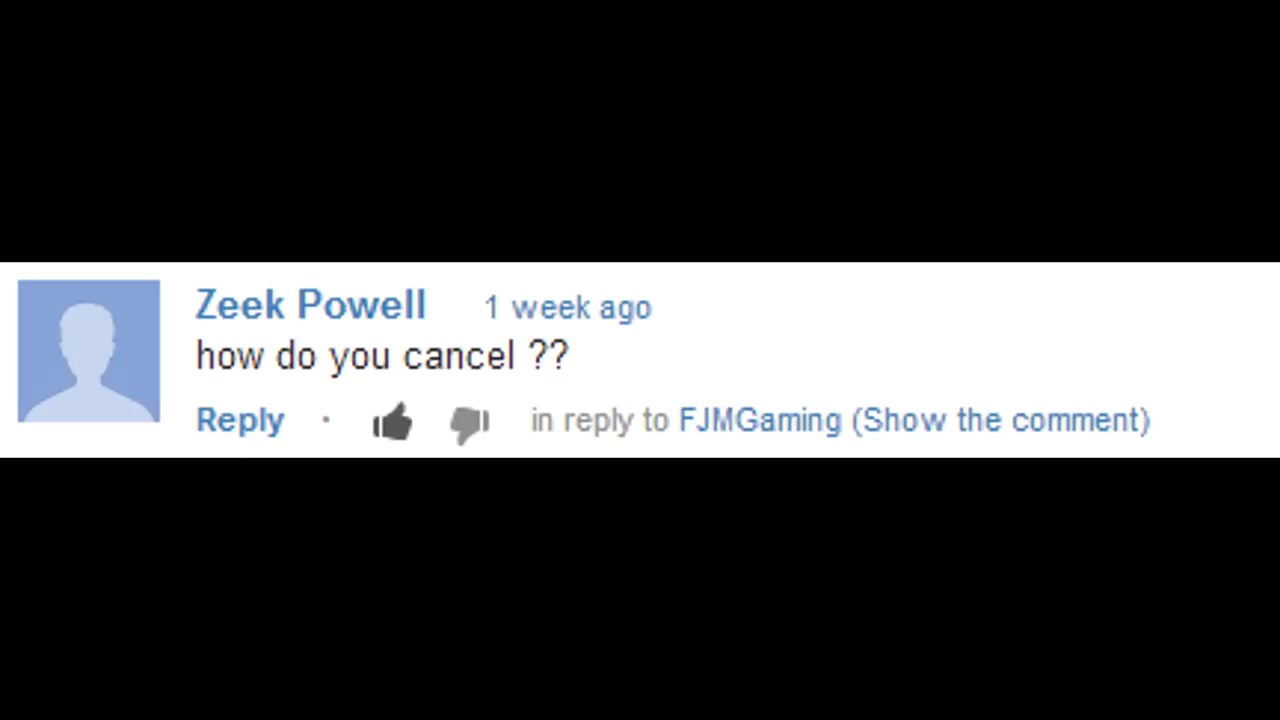 Zeek Powell 1 week ago
how do you cancel ??
Reply · in reply to FJMGaming (Show the comment)